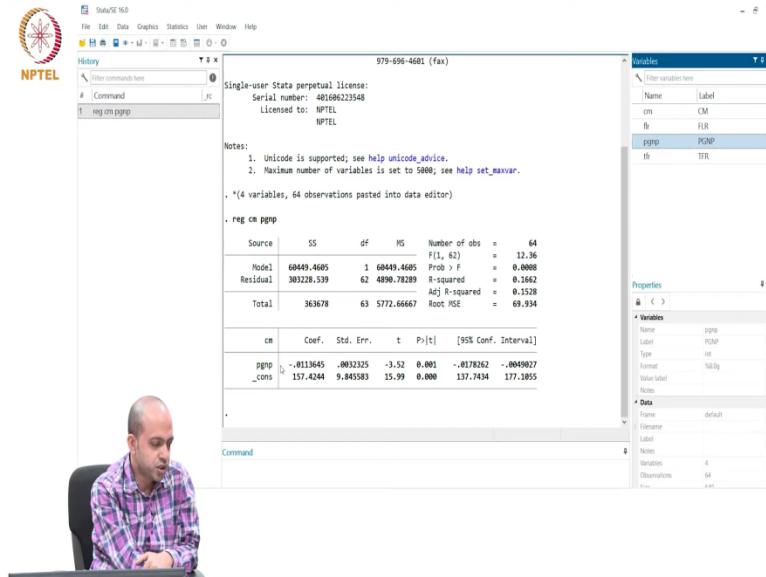 Stata/SE 16.0
File Edit Data Graphics Statistics User Window Help
NPTEL
History
Filter commands here
# Command _rc
1 reg cm pgnp
979-696-4601 (fax)
Single-user Stata perpetual license:
Serial number: 401606223548
Licensed to: NPTEL
NPTEL
Notes:
1. Unicode is supported; see help unicode_advice.
2. Maximum number of variables is set to 5000; see help set_maxvar.
. *(4 variables, 64 observations pasted into data editor)
. reg cm pgnp
Source SS df MS Number of obs = 64
F(1, 62) = 12.36
Model 60449.4605 1 60449.4605 Prob > F = 0.0008
Residual 303228.539 62 4890.78289 R-squared = 0.1662
Adj R-squared = 0.1528
Total 363678 63 5772.66667 Root MSE = 69.934
cm Coef. Std. Err. t P>|t| [95% Conf. Interval]
pgnp -.0113645 .0032325 -3.52 0.001 -.0178262 -.0049027
_cons 157.4244 9.845583 15.99 0.000 137.7434 177.1055
.
Command
Variables
Filter variables here
Name Label
cm CM
flr FLR
pgnp PGNP
tfr TFR
Properties
Variables
Name pgnp
Label PGNP
Type int
Format %8.0g
Value label
Notes
Data
Frame default
Filename
Label
Notes
Variables 4
Observations 64